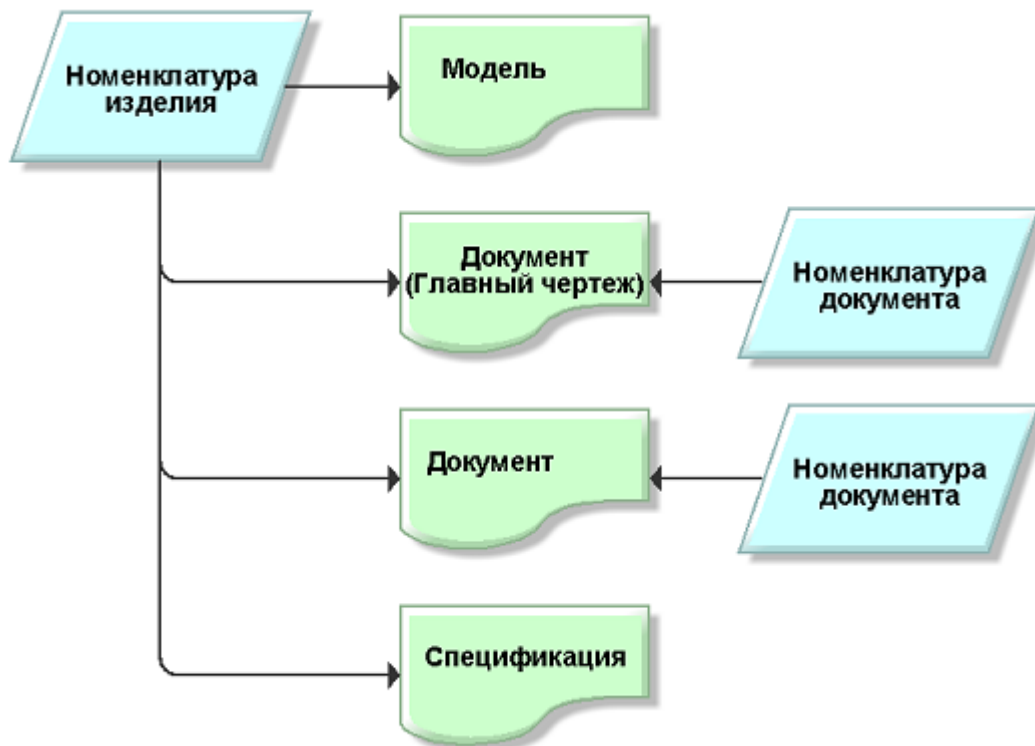 Номенклатура
изделия
Модель
Документ
(Главный чертеж)
Номенклатура
документа
Документ
Номенклатура
документа
Спецификация